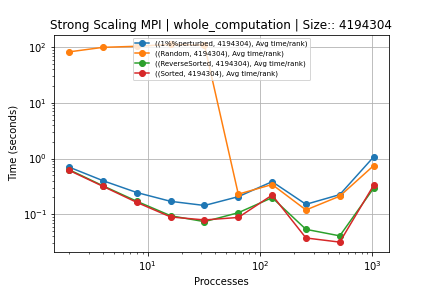 Strong Scaling MPI | whole_computation | Size:: 4194304
((1%%perturbed, 4194304), Avg time/rank)
((Random, 4194304), Avg time/rank)
((ReverseSorted, 4194304), Avg time/rank)
((Sorted, 4194304), Avg time/rank)
Time (seconds)
10²
10¹
10⁰
10⁻¹
10¹
10²
10³
Proccesses